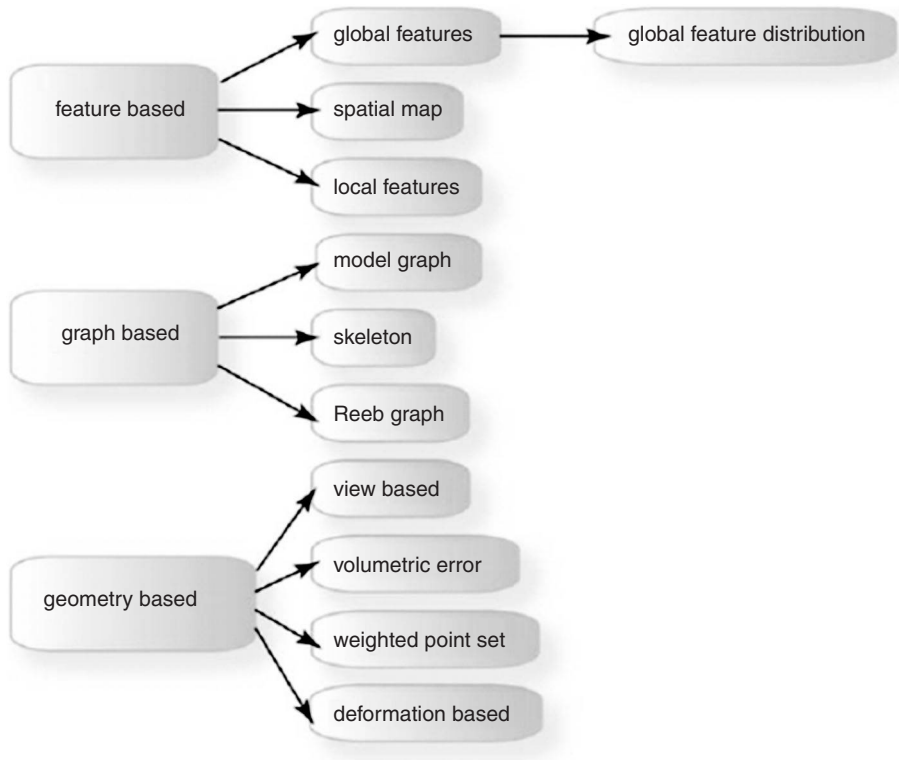 feature based
global features
global feature distribution
spatial map
local features
graph based
model graph
skeleton
Reeb graph
geometry based
view based
volumetric error
weighted point set
deformation based